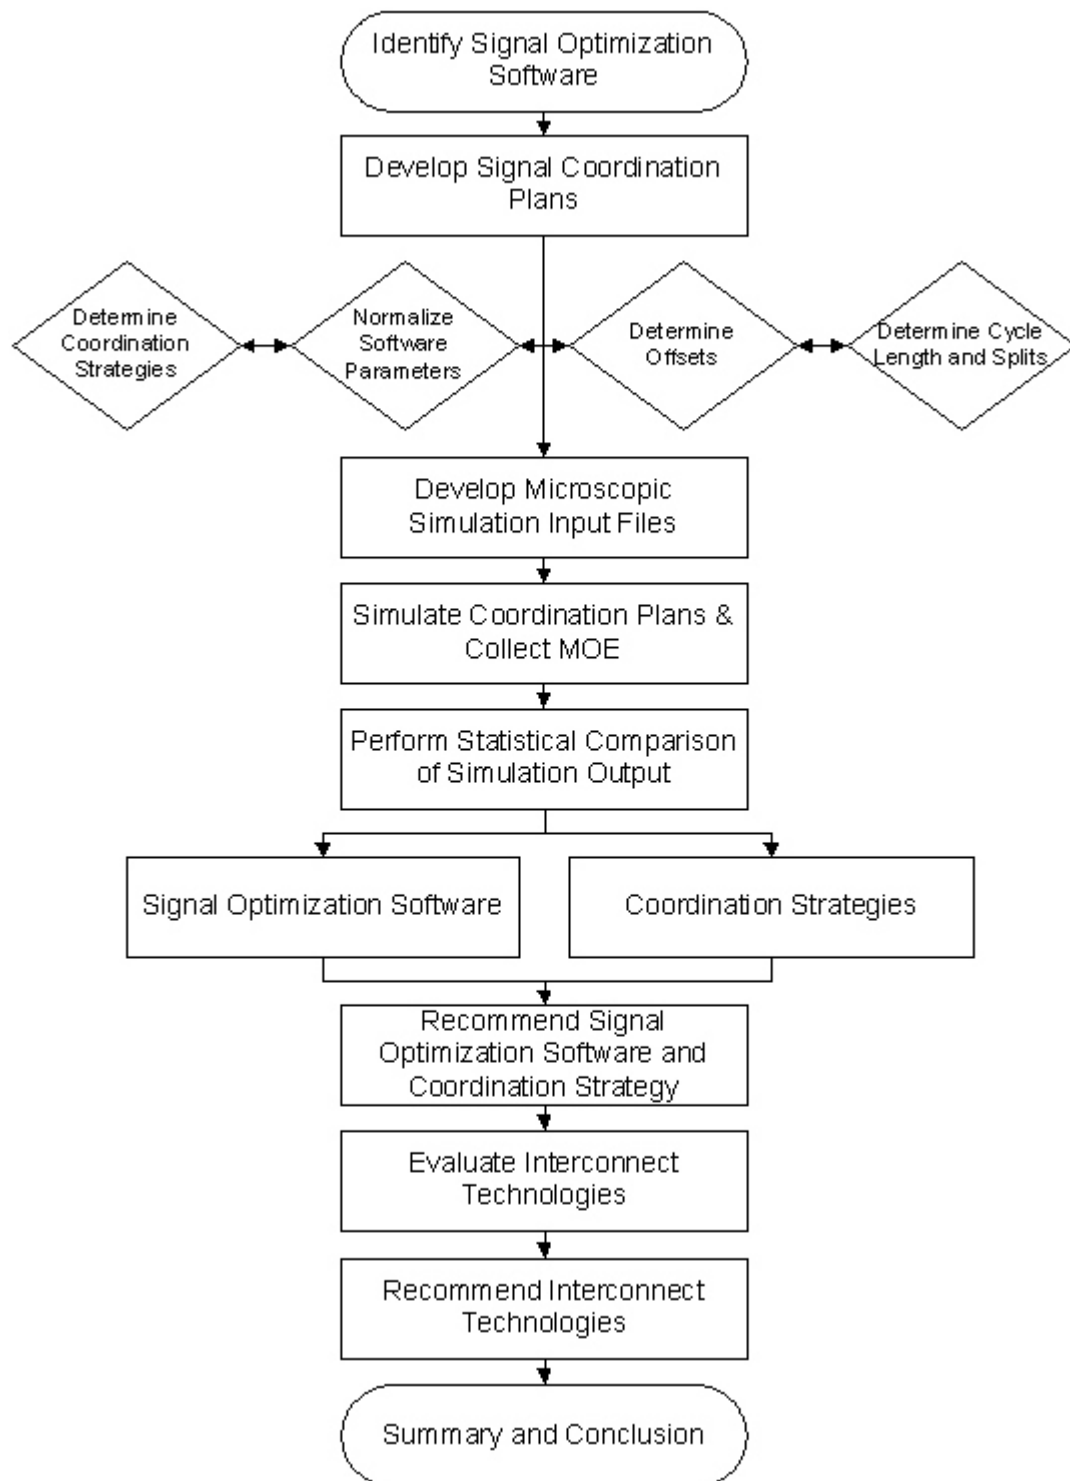 Identify Signal Optimization
Software
Develop Signal Coordination
Plans
Determine
Coordination
Strategies
Normalize
Software
Parameters
Determine
Offsets
Determine Cycle
Length and Splits
Develop Microscopic
Simulation Input Files
Simulate Coordination Plans &
Collect MOE
Perform Statistical Comparison
of Simulation Output
Signal Optimization Software
Coordination Strategies
Recommend Signal
Optimization Software and
Coordination Strategy
Evaluate Interconnect
Technologies
Recommend Interconnect
Technologies
Summary and Conclusion